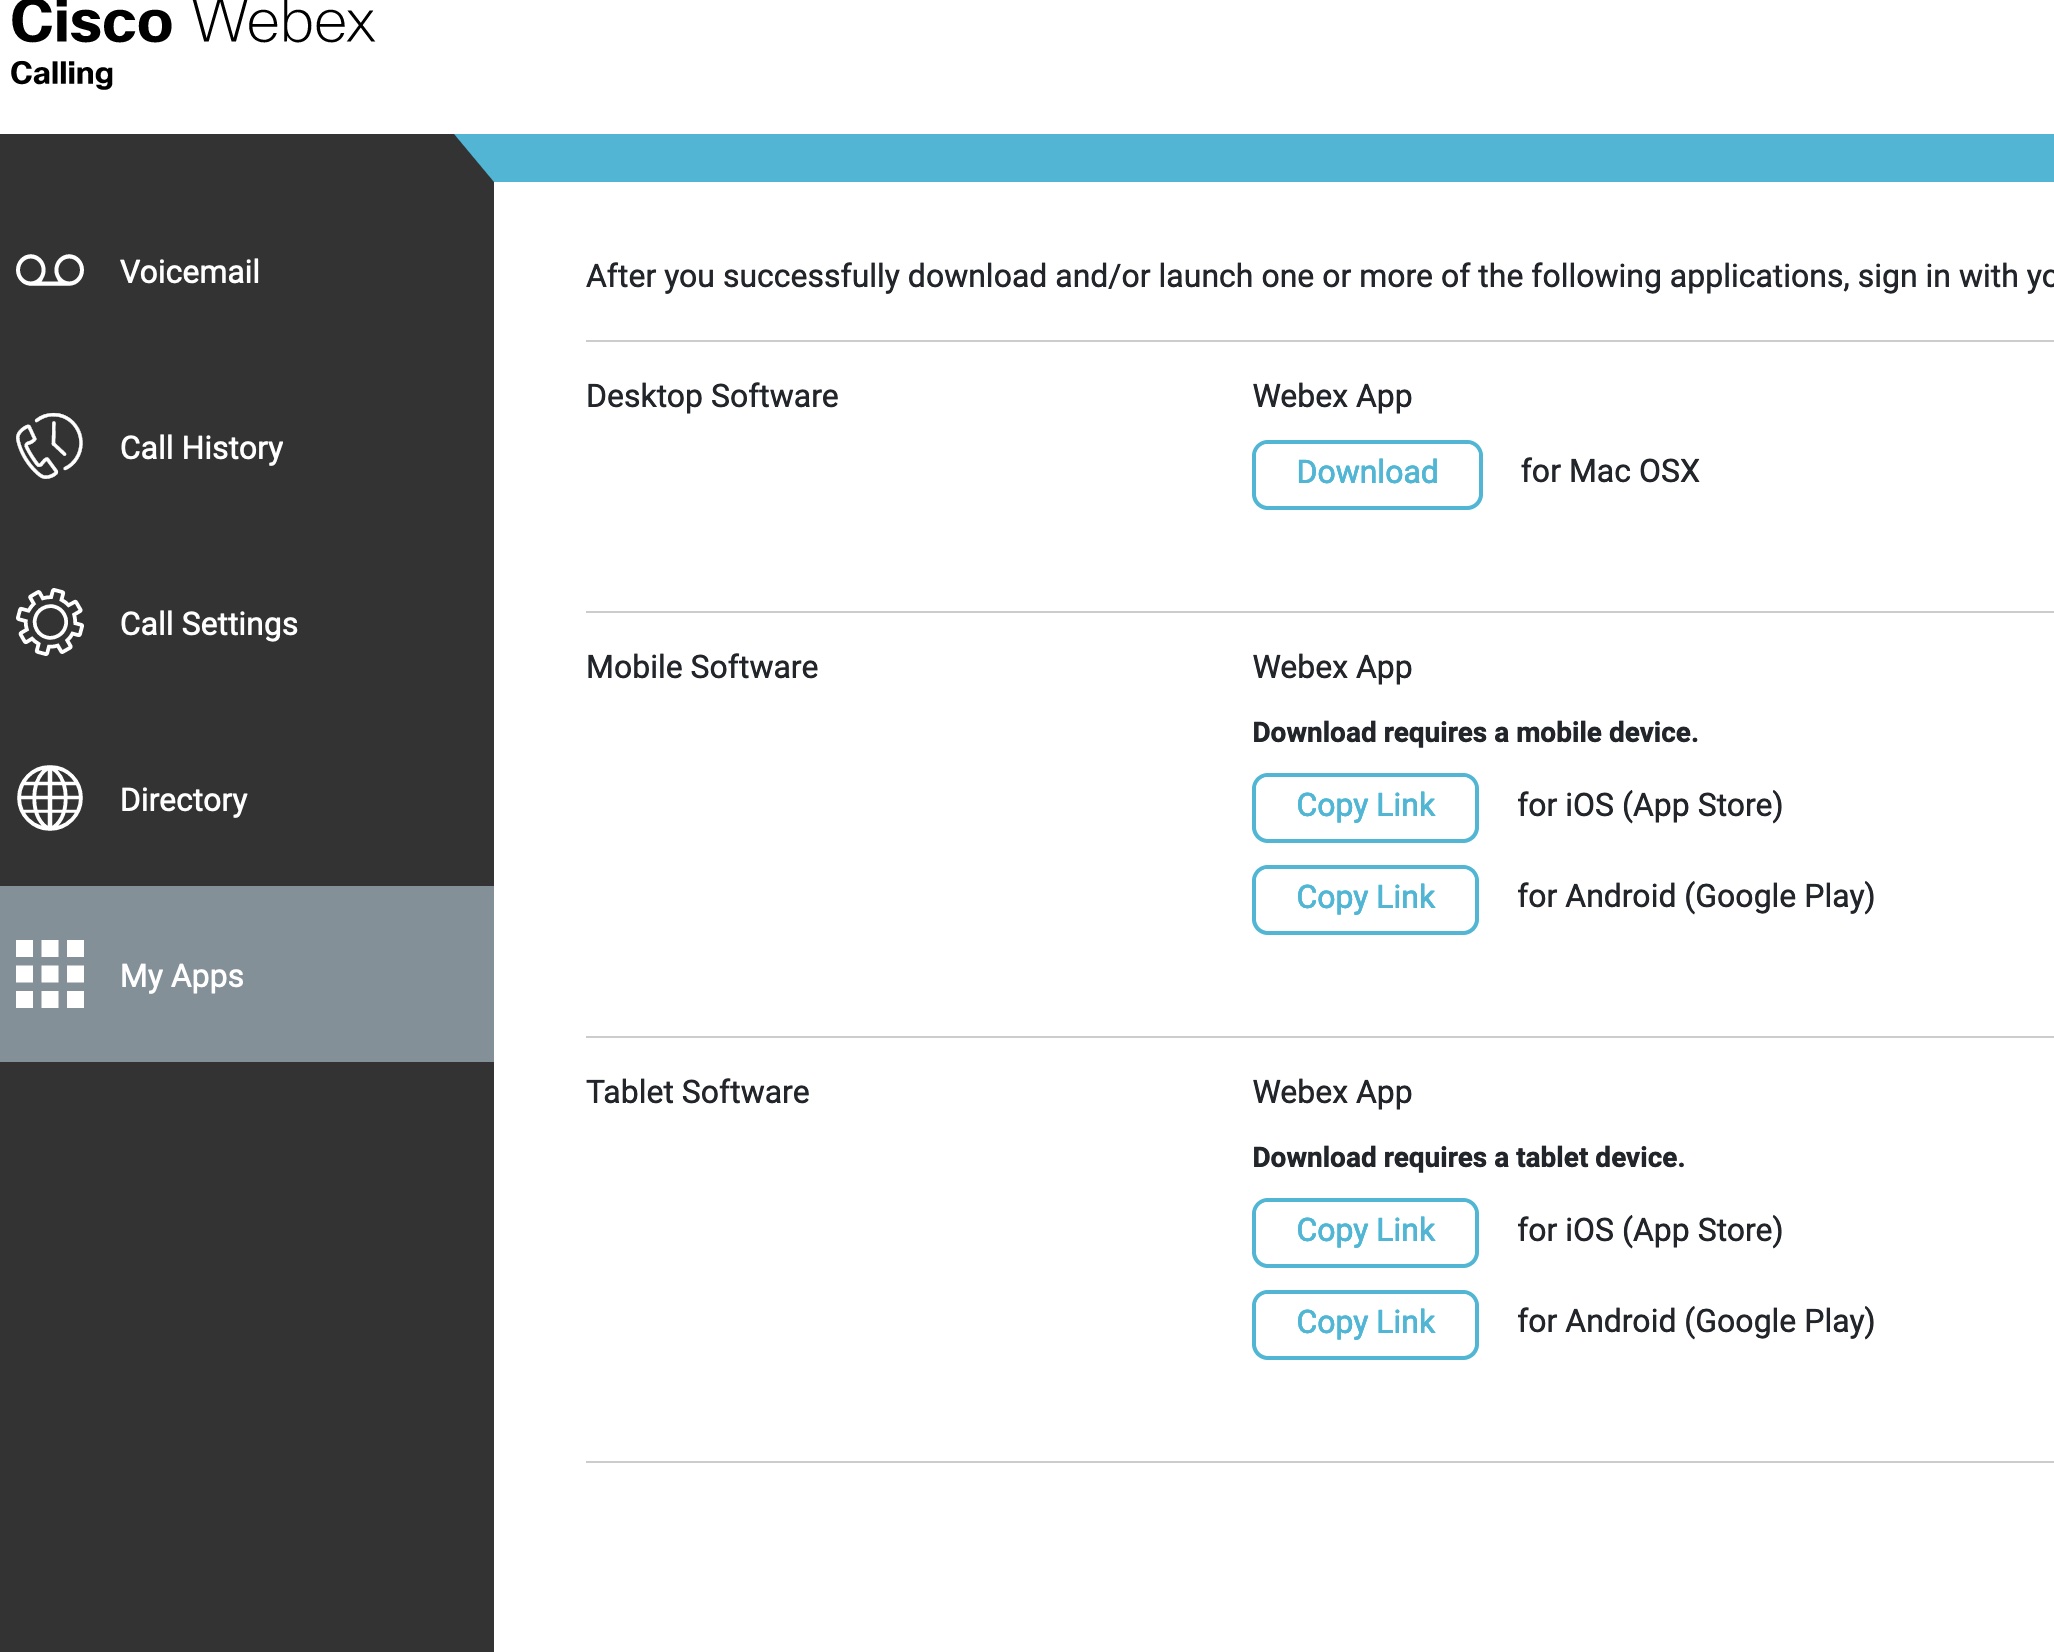 Cisco Webex
Calling
Voicemail
Call History
Call Settings
Directory
My Apps
After you successfully download and/or launch one or more of the following applications, sign in with
Desktop Software
Webex App
Download for Mac OSX
Mobile Software
Webex App
Download requires a mobile device.
Copy Link for iOS (App Store)
Copy Link for Android (Google Play)
Tablet Software
Webex App
Download requires a tablet device.
Copy Link for iOS (App Store)
Copy Link for Android (Google Play)